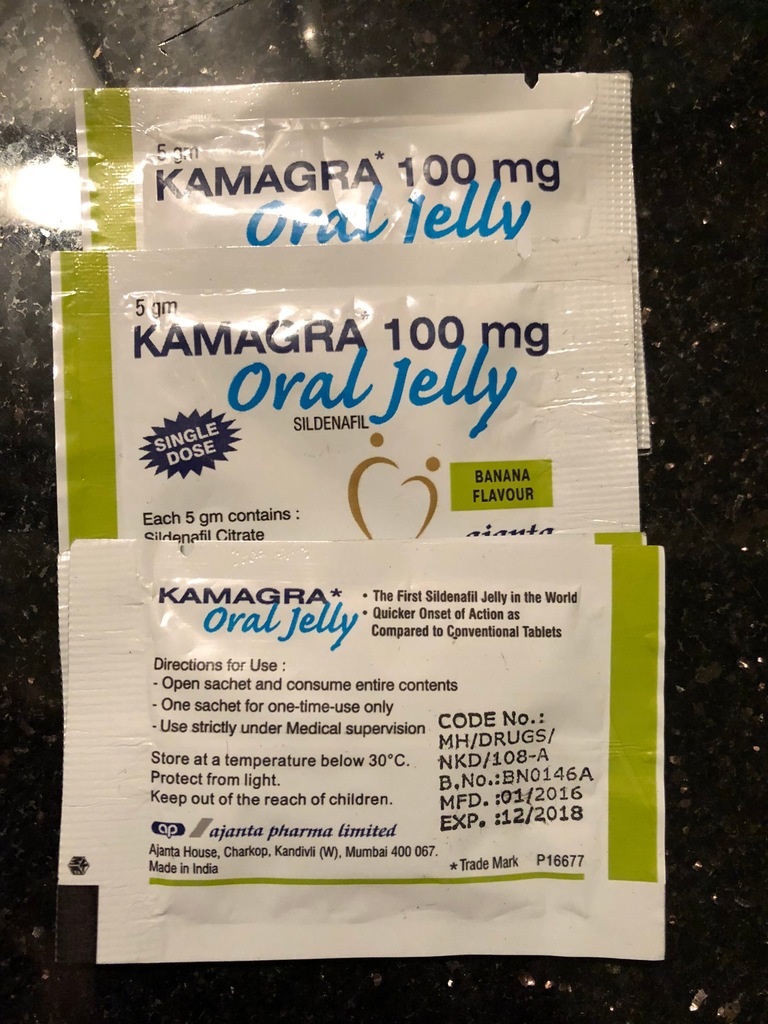 5 gm
KAMAGRA* 100 mg
Oral Jelly
5 gm
KAMAGRA* 100 mg
Oral Jelly
SILDENAFIL
SINGLE
DOSE
BANANA
FLAVOUR
Each 5 gm contains :
Sildenafil Citrate
ajanta
KAMAGRA*
Oral Jelly
• The First Sildenafil Jelly in the World
• Quicker Onset of Action as
Compared to Conventional Tablets
Directions for Use :
- Open sachet and consume entire contents
- One sachet for one-time-use only
- Use strictly under Medical supervision
Store at a temperature below 30°C.
Protect from light.
Keep out of the reach of children.
CODE No.:
MH/DRUGS/
NKD/108-A
B.No.:BN0146A
MFD. :01/2016
EXP. :12/2018
ap ajanta pharma limited
Ajanta House, Charkop, Kandivli (W), Mumbai 400 067.
Made in India
*Trade Mark P16677